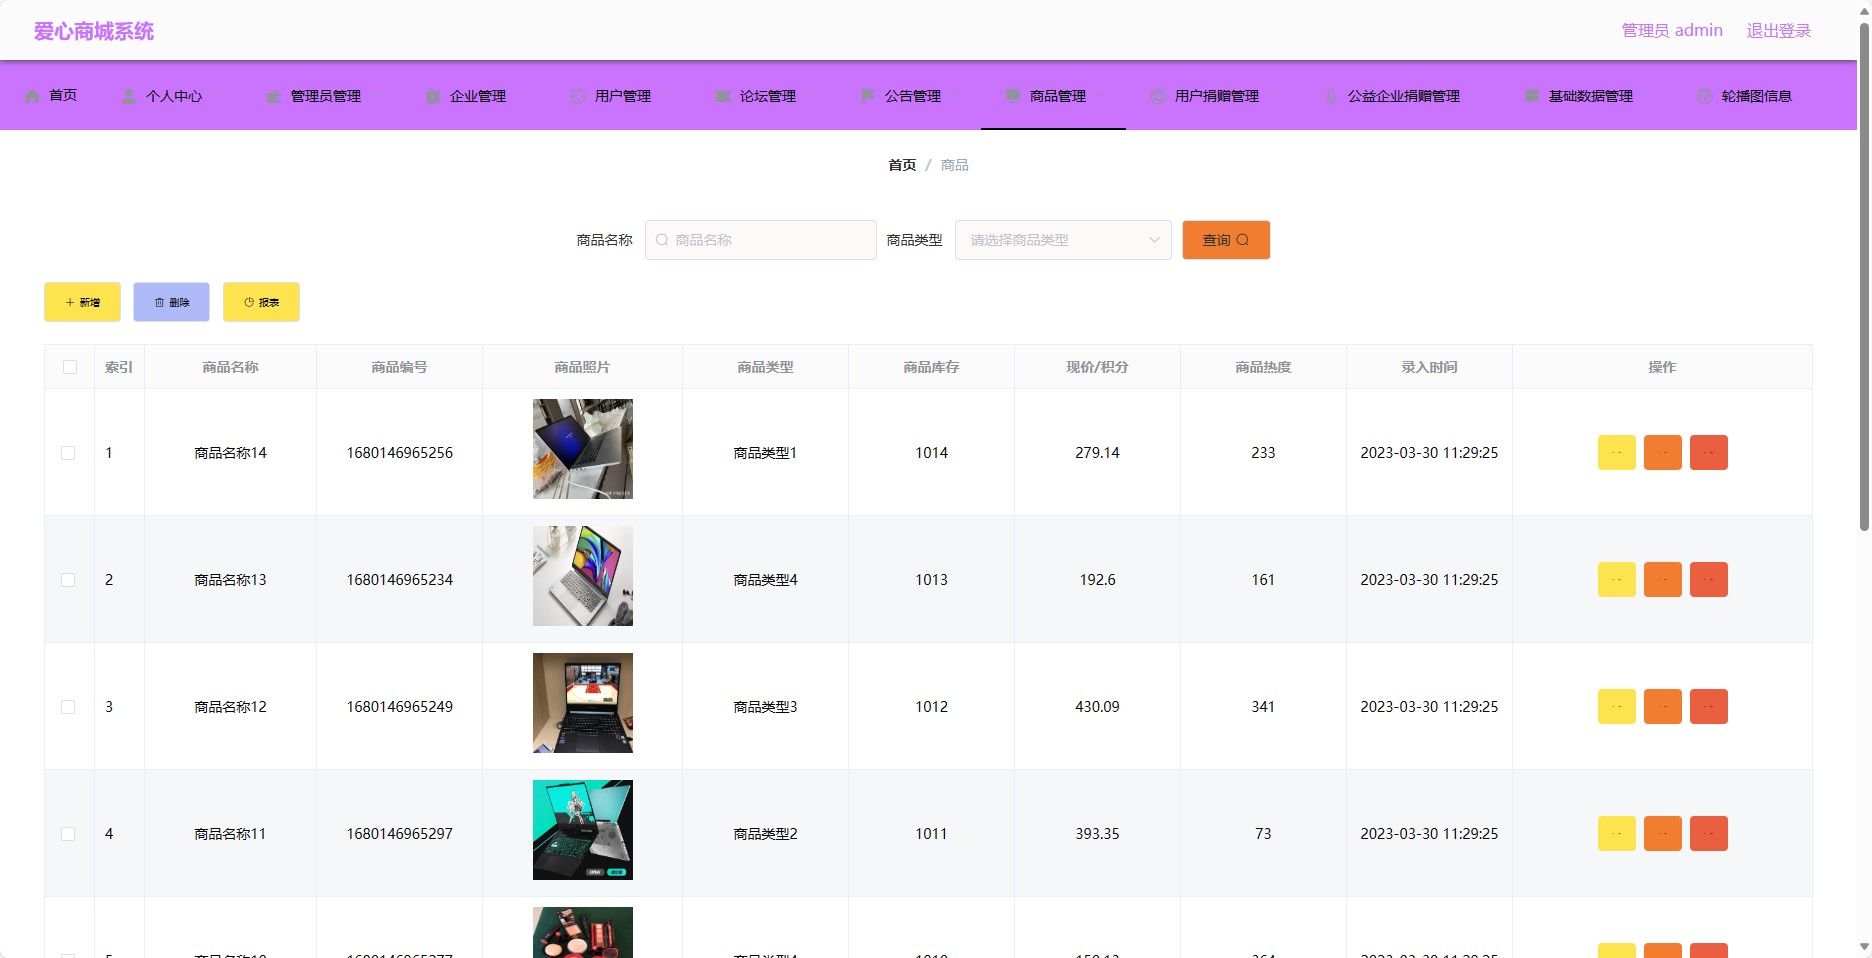 爱心商城系统
管理员 admin 退出登录
首页 个人中心 管理员管理 企业管理 用户管理 论坛管理 公告管理 商品管理 用户捐赠管理 公益企业捐赠管理 基础数据管理 轮播图信息
首页 / 商品
商品名称 商品名称 商品类型 请选择商品类型 查询
新增 删除 报表
索引 商品名称 商品编号 商品照片 商品类型 商品库存 现价/积分 商品热度 录入时间 操作
1 商品名称14 1680146965256 商品类型1 1014 279.14 233 2023-03-30 11:29:25
2 商品名称13 1680146965234 商品类型4 1013 192.6 161 2023-03-30 11:29:25
3 商品名称12 1680146965249 商品类型3 1012 430.09 341 2023-03-30 11:29:25
4 商品名称11 1680146965297 商品类型2 1011 393.35 73 2023-03-30 11:29:25